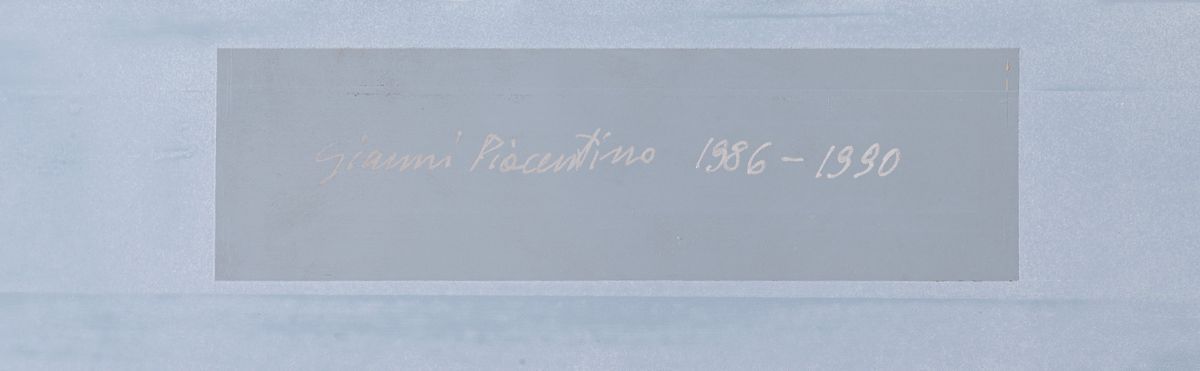 Gianni Piacentino 1986 – 1990